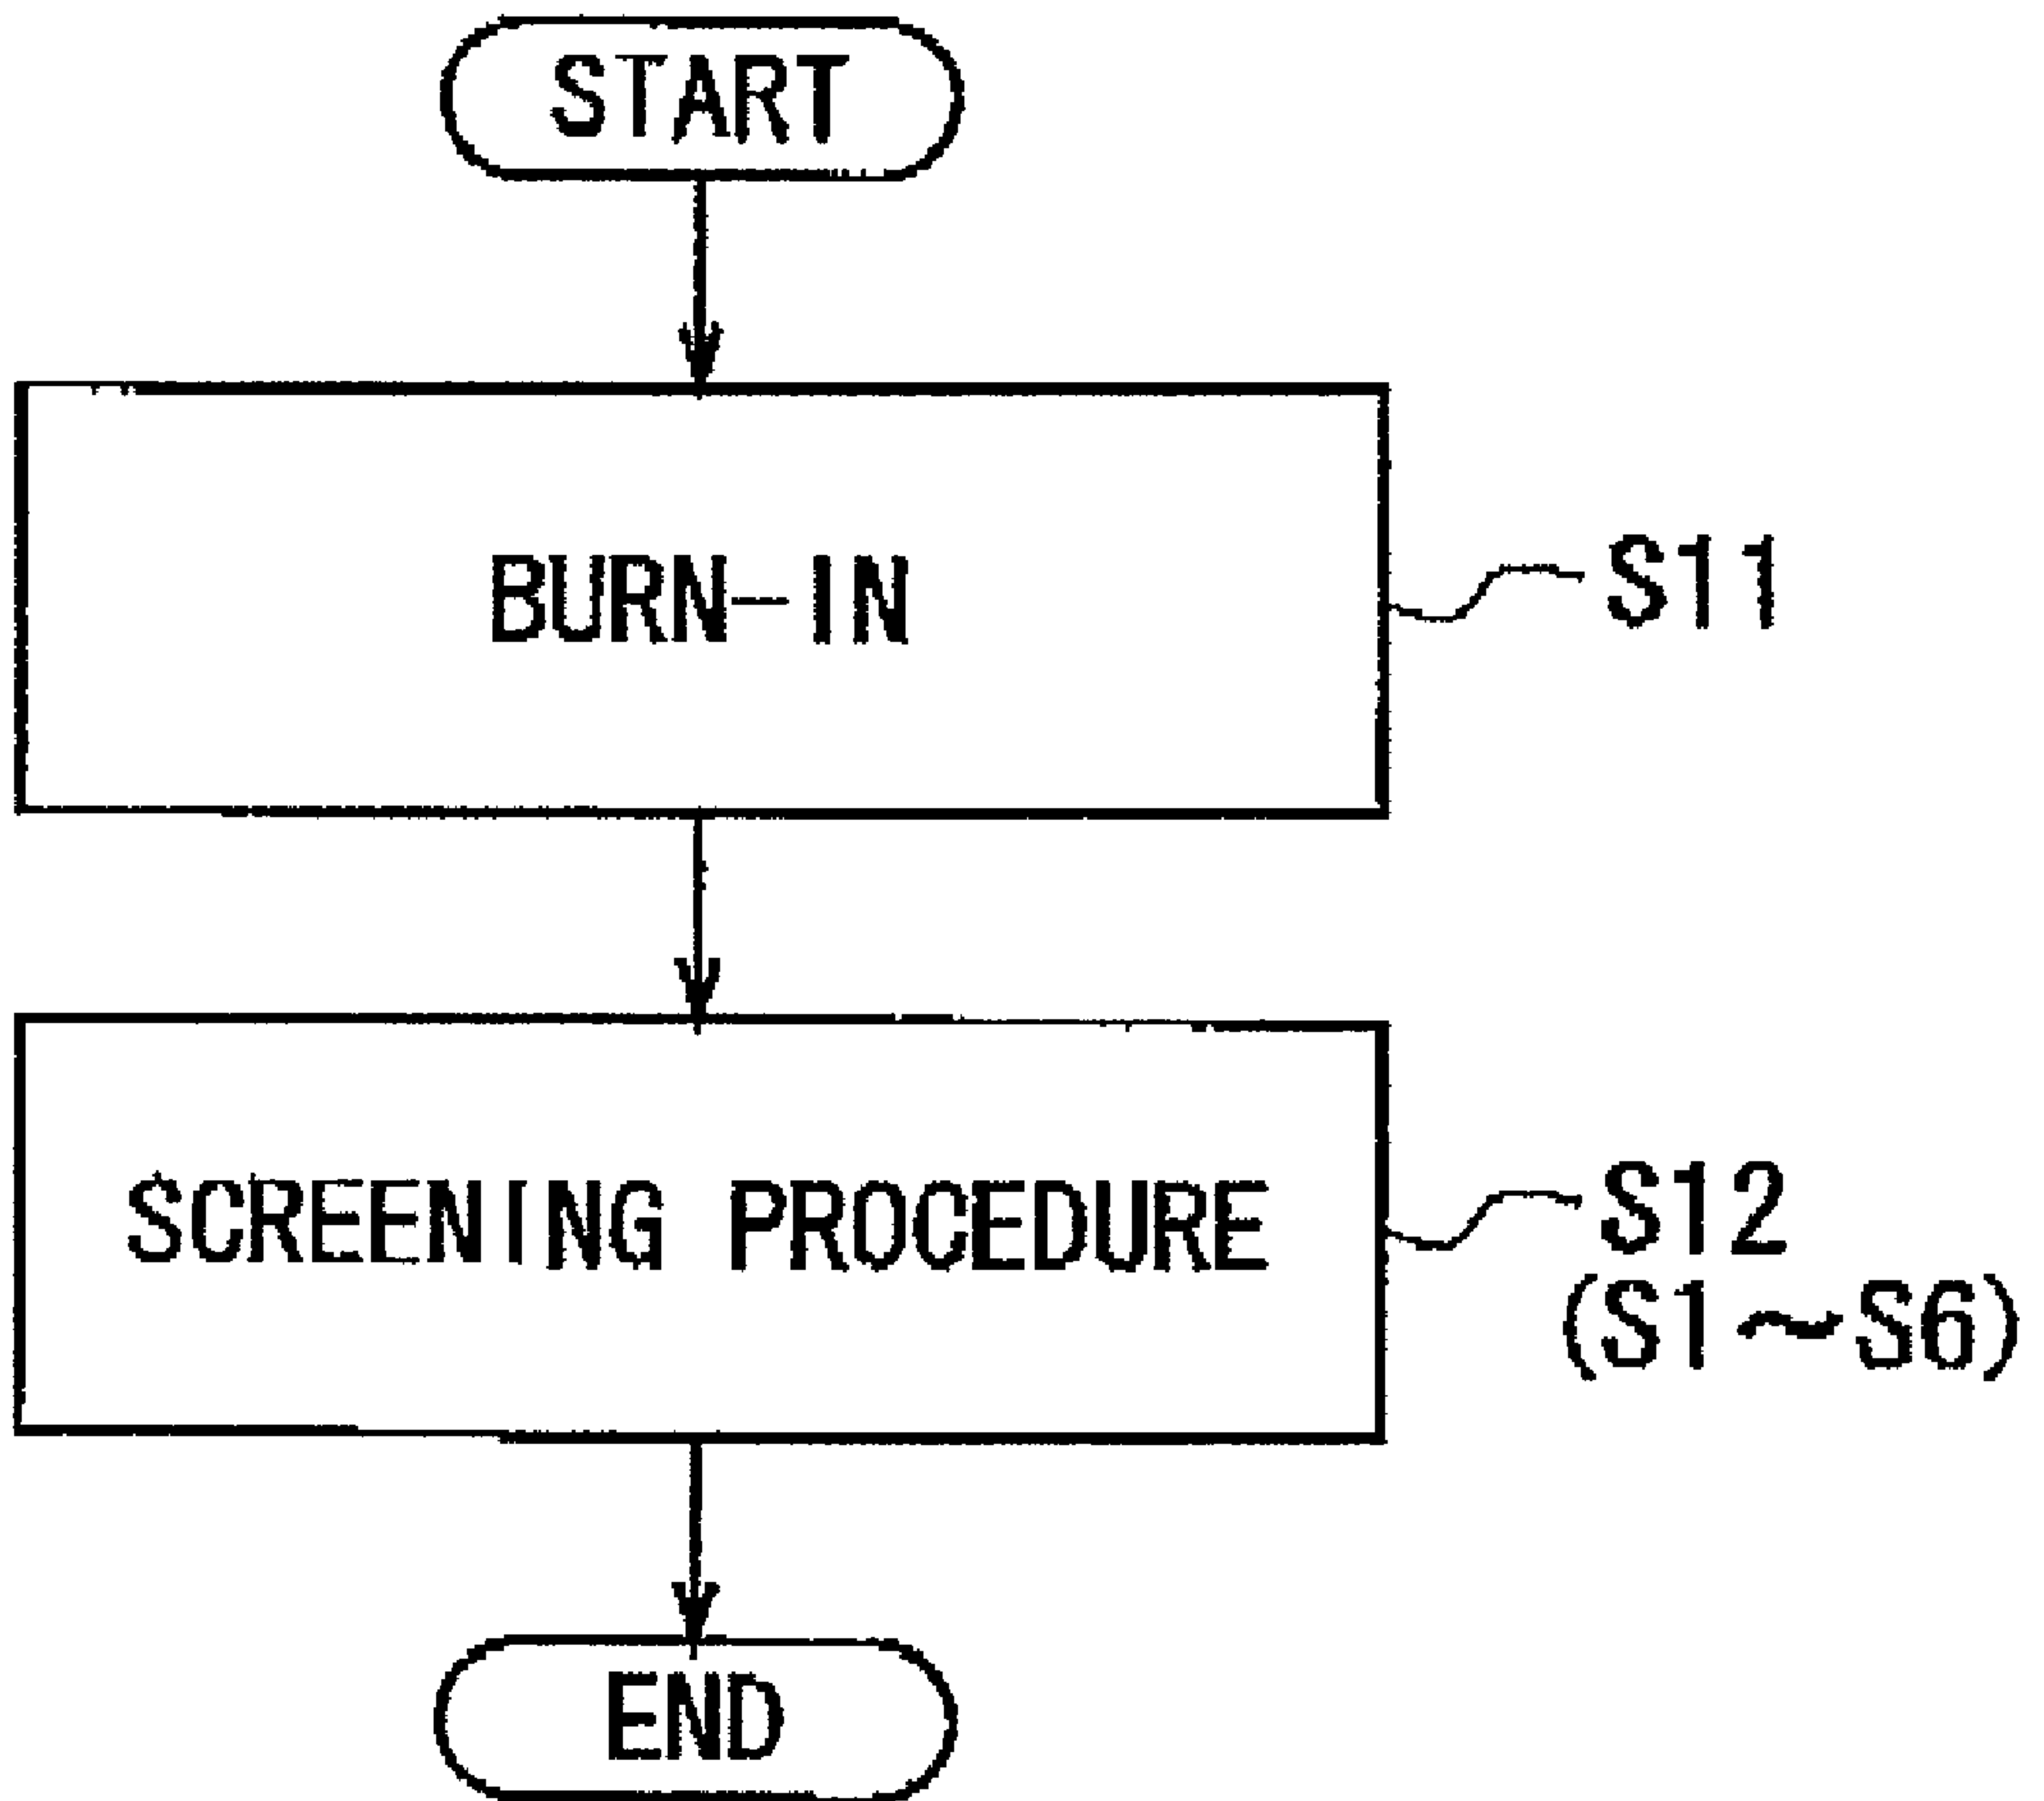 START
BURN-IN
S11
SCREENING PROCEDURE
S12
(S1～S6)
END